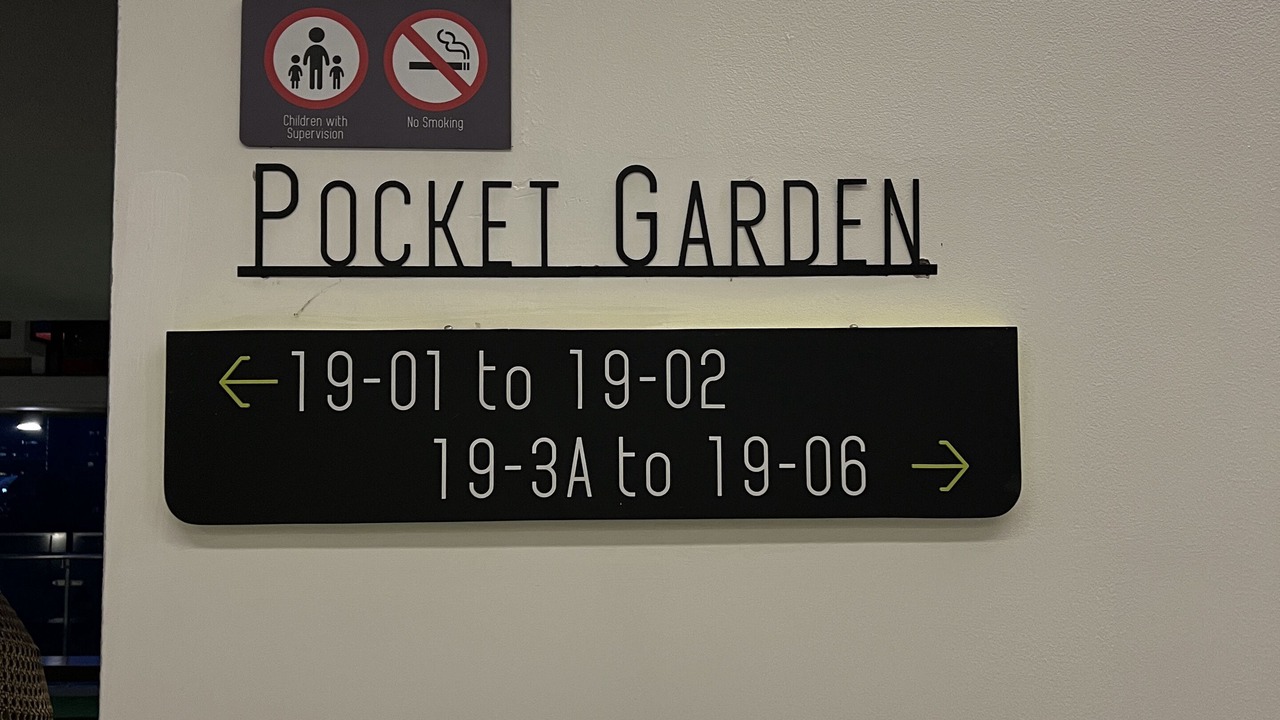 Children with
Supervision
No Smoking
POCKET GARDEN
← 19-01 to 19-02
19-3A to 19-06 →